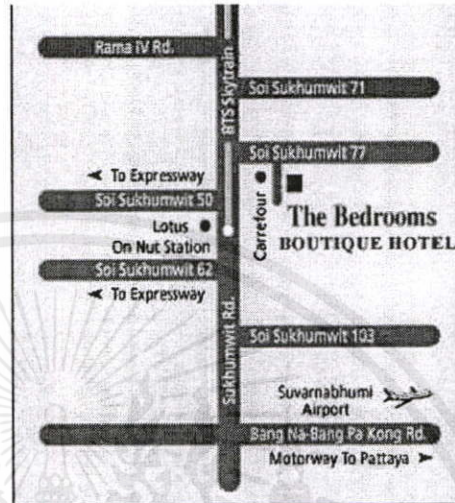 Rama IV Rd.
BTS Skytrain
Soi Sukhumwit 71
Soi Sukhumwit 77
To Expressway
Soi Sukhumwit 50
Carrefour
The Bedrooms
BOUTIQUE HOTEL
Lotus
On Nut Station
Soi Sukhumwit 62
To Expressway
Sukhumwit Rd.
Soi Sukhumwit 103
Suvarnabhumi
Airport
Bang Na-Bang Pa Kong Rd.
Motorway To Pattaya